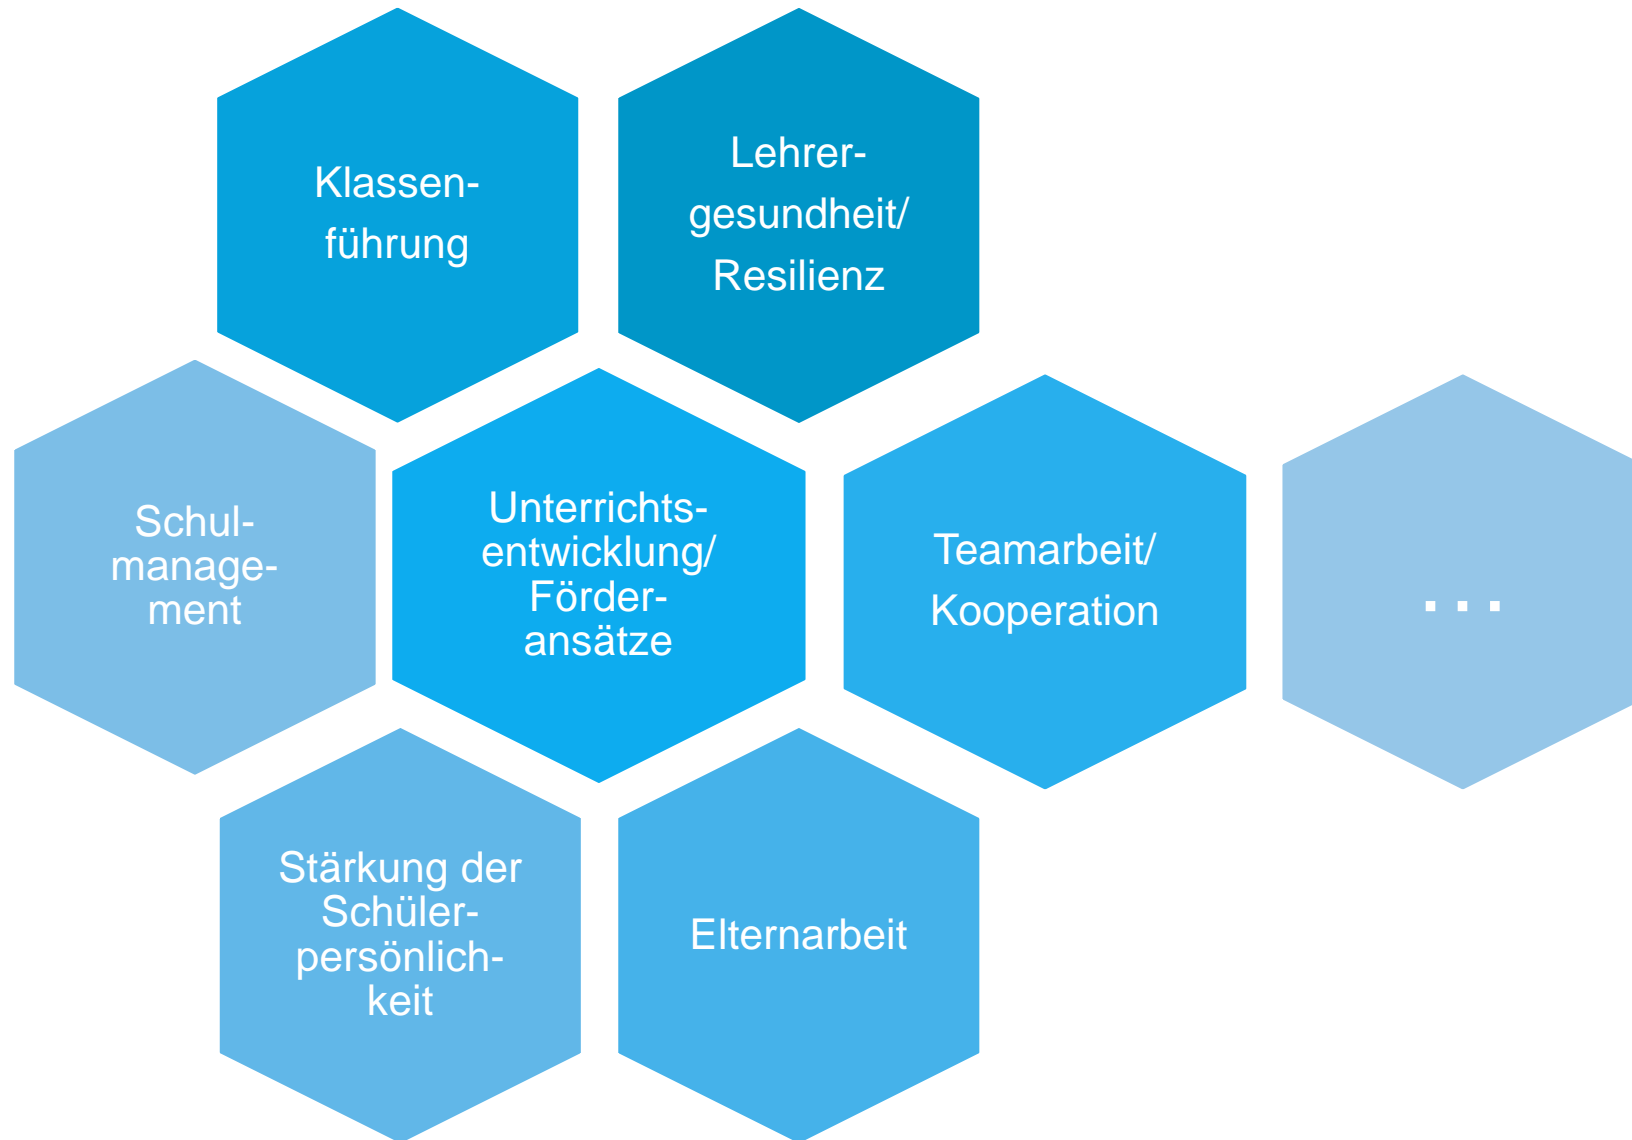 Klassen-
führung
Lehrer-
gesundheit/
Resilienz
Schul-
manage-
ment
Unterrichts-
entwicklung/
Förder-
ansätze
Teamarbeit/
Kooperation
...
Stärkung der
Schüler-
persönlich-
keit
Elternarbeit